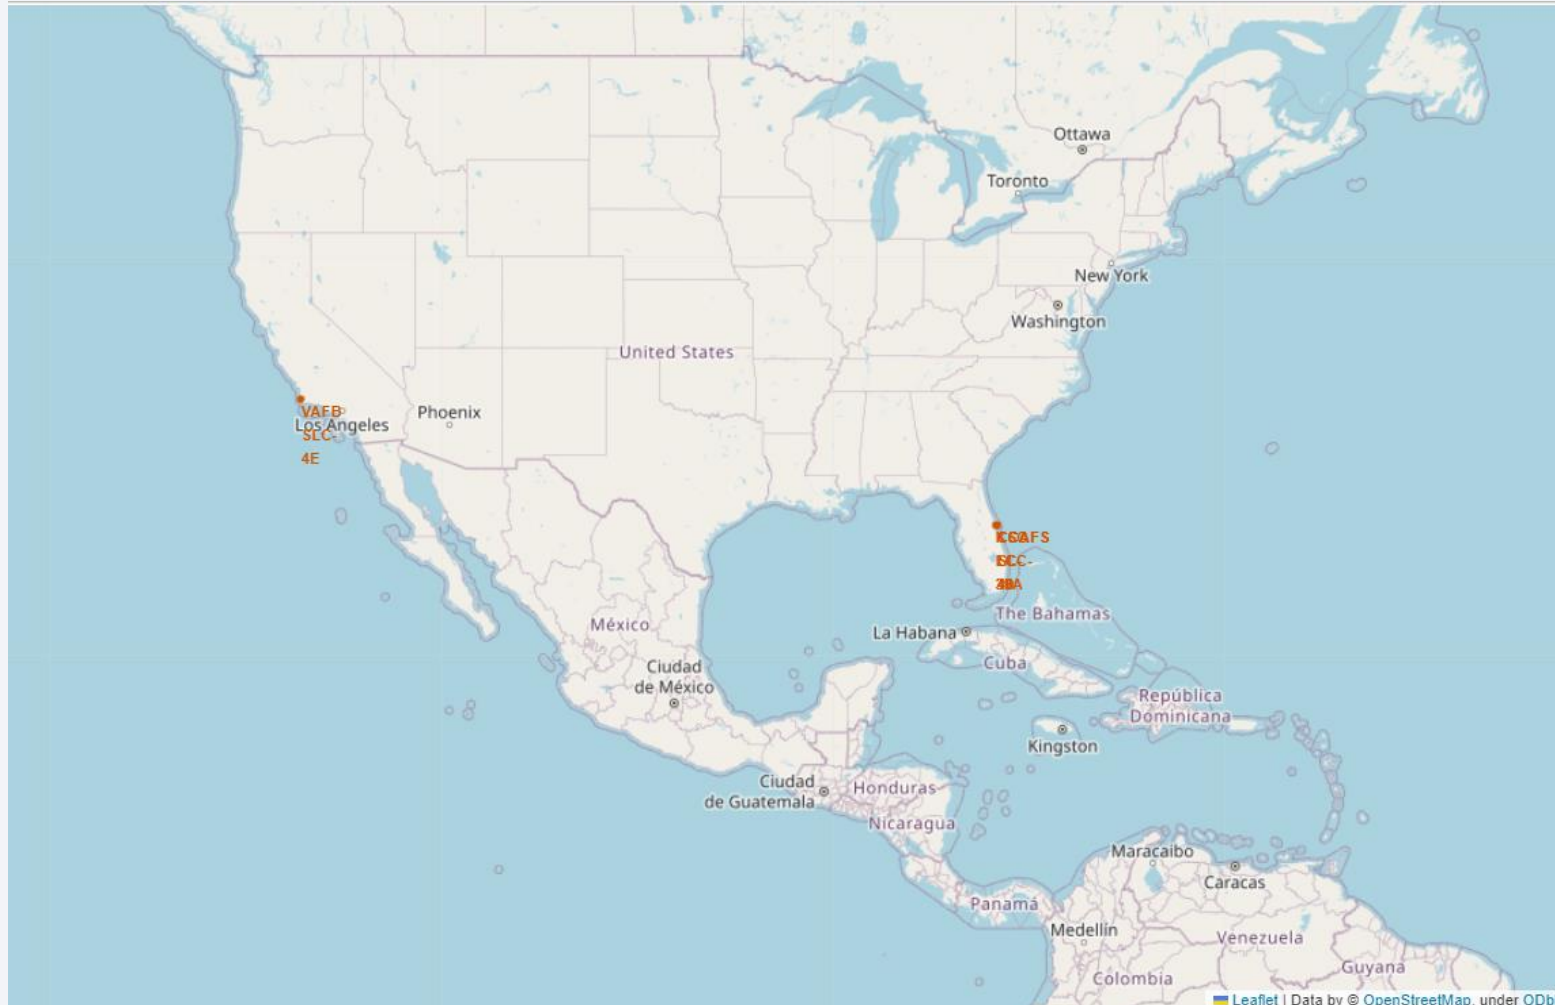 Ottawa
Toronto
New York
Washington
United States
VAFB
Los Angeles
SLC-
4E
Phoenix
México
La Habana
The Bahamas
Cuba
Ciudad
de México
República
Dominicana
Kingston
Ciudad
de Guatemala
Honduras
Nicaragua
Maracaibo
Caracas
Panamá
Medellín
Venezuela
Colombia
Guyana
Leaflet | Data by © OpenStreetMap, under